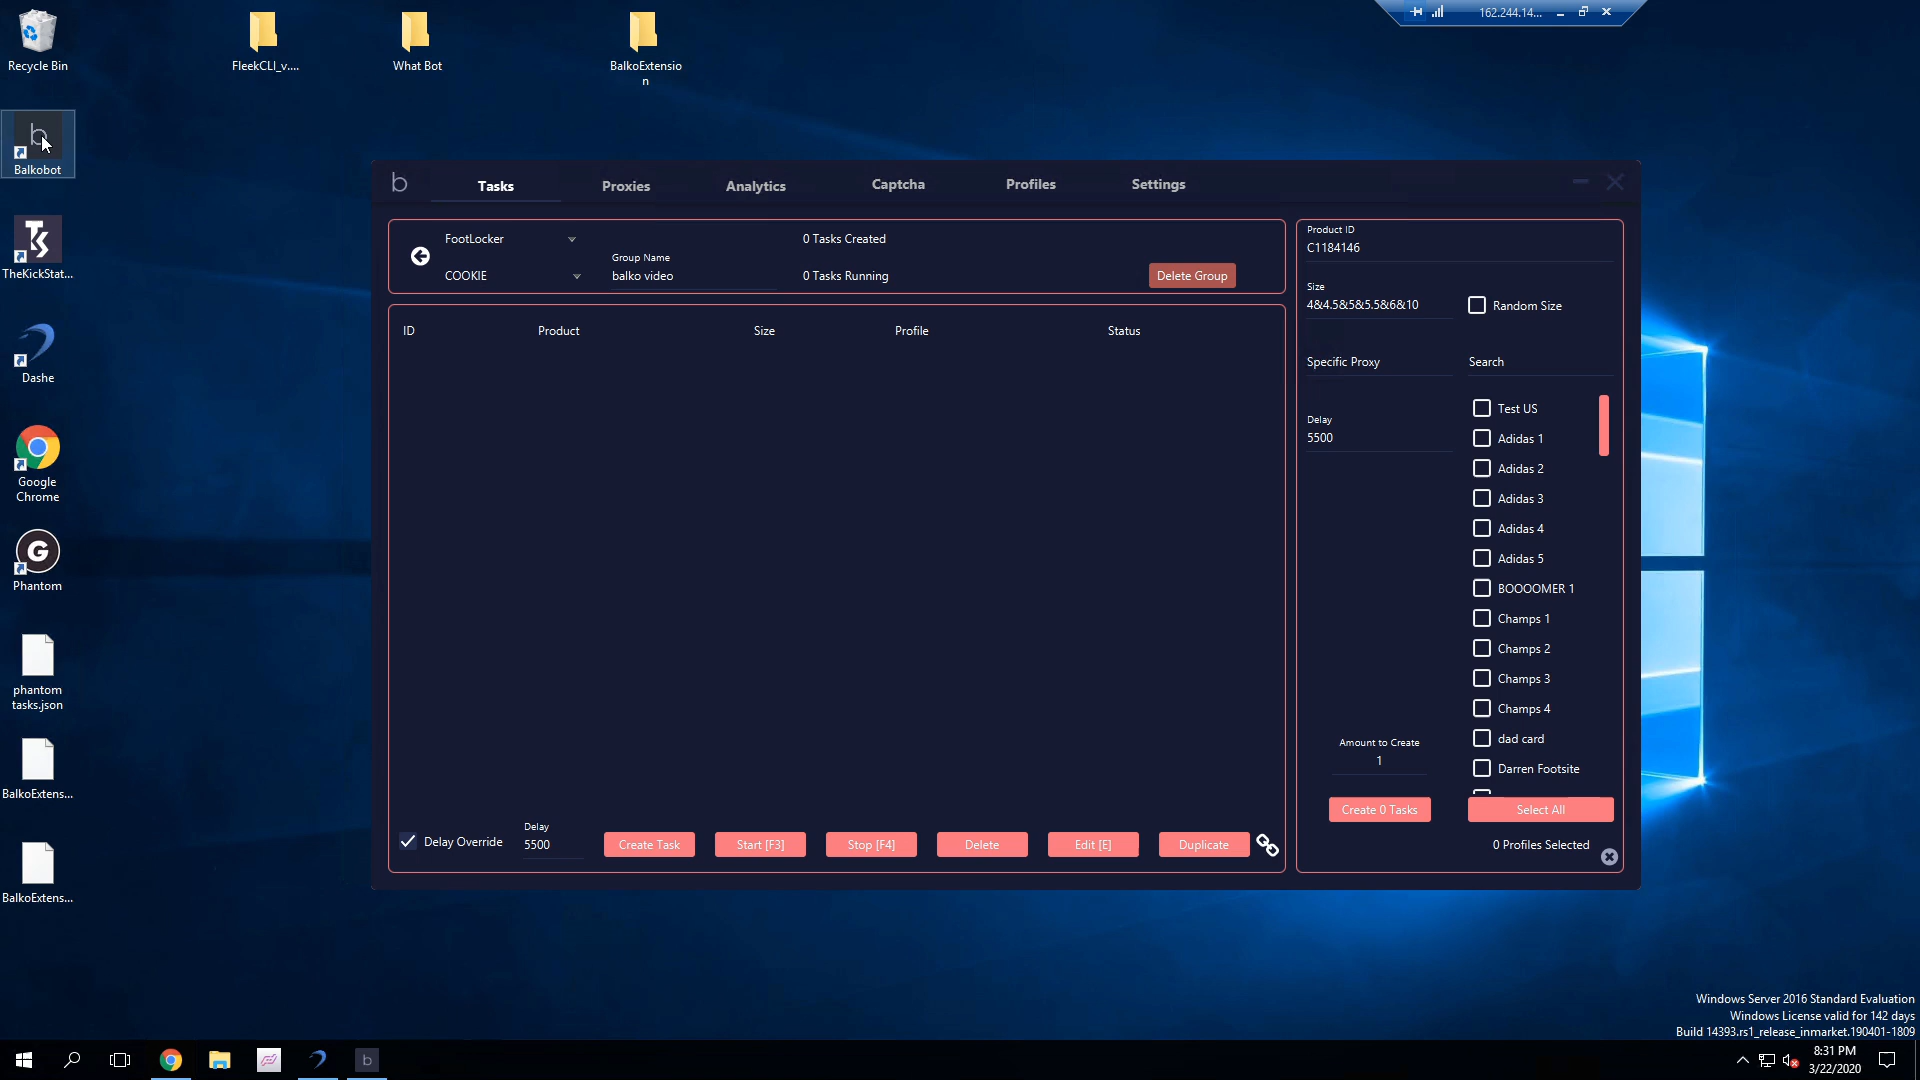 162.244.14...
Recycle Bin
FleekCLI_v....
What Bot
BalkoExtensio
n
Balkobot
TheKickStat...
Dashe
Google
Chrome
Phantom
phantom
tasks.json
BalkoExtens...
BalkoExtens...
b
Tasks
Proxies
Analytics
Captcha
Profiles
Settings
FootLocker
COOKIE
Group Name
balko video
0 Tasks Created
0 Tasks Running
Delete Group
ID
Product
Size
Profile
Status
Delay Override
Delay
5500
Create Task
Start [F3]
Stop [F4]
Delete
Edit [E]
Duplicate
Product ID
C1184146
Size
4&4.5&5&5.5&6&10
Random Size
Specific Proxy
Search
Delay
5500
Test US
Adidas 1
Adidas 2
Adidas 3
Adidas 4
Adidas 5
BOOOOMER 1
Champs 1
Champs 2
Champs 3
Champs 4
dad card
Darren Footsite
Amount to Create
1
Create 0 Tasks
Select All
0 Profiles Selected
Windows Server 2016 Standard Evaluation
Windows License valid for 142 days
Build 14393.rs1_release_inmarket.190401-1809
8:31 PM
3/22/2020